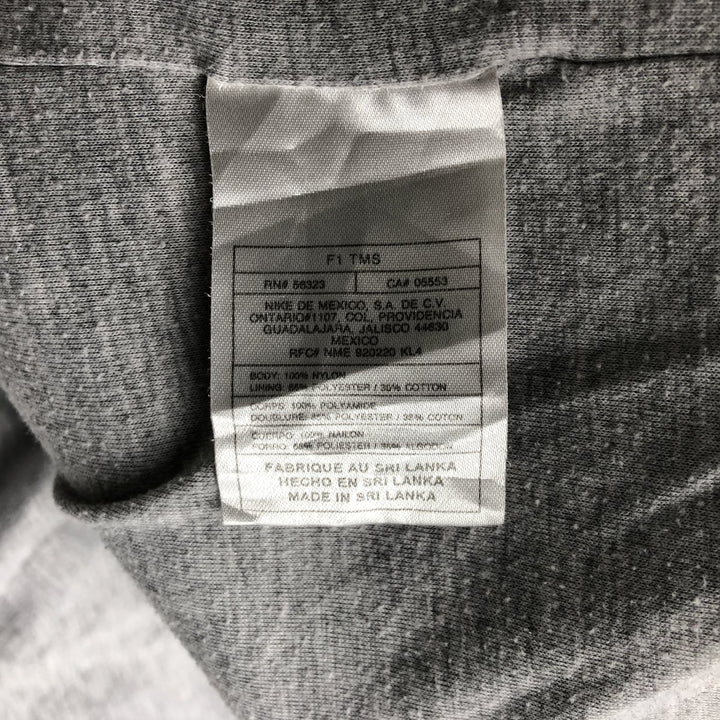 F1 TMS
RN# 56323 CA# 05553
NIKE DE MEXICO, S.A. DE C.V.
ONTARIO#1107, COL. PROVIDENCIA
GUADALAJARA, JALISCO 44630
MEXICO
RFC# NME 920220 KL4
BODY: 100% NYLON
LINING: 65% POLYESTER / 35% COTTON
CORPS: 100% POLYAMIDE
DOUBLURE: 65% POLYESTER / 35% COTON
CUERPO: 100% NAILON
FORRO: 65% POLIESTER / 35% ALGODON
FABRIQUE AU SRI LANKA
HECHO EN SRI LANKA
MADE IN SRI LANKA